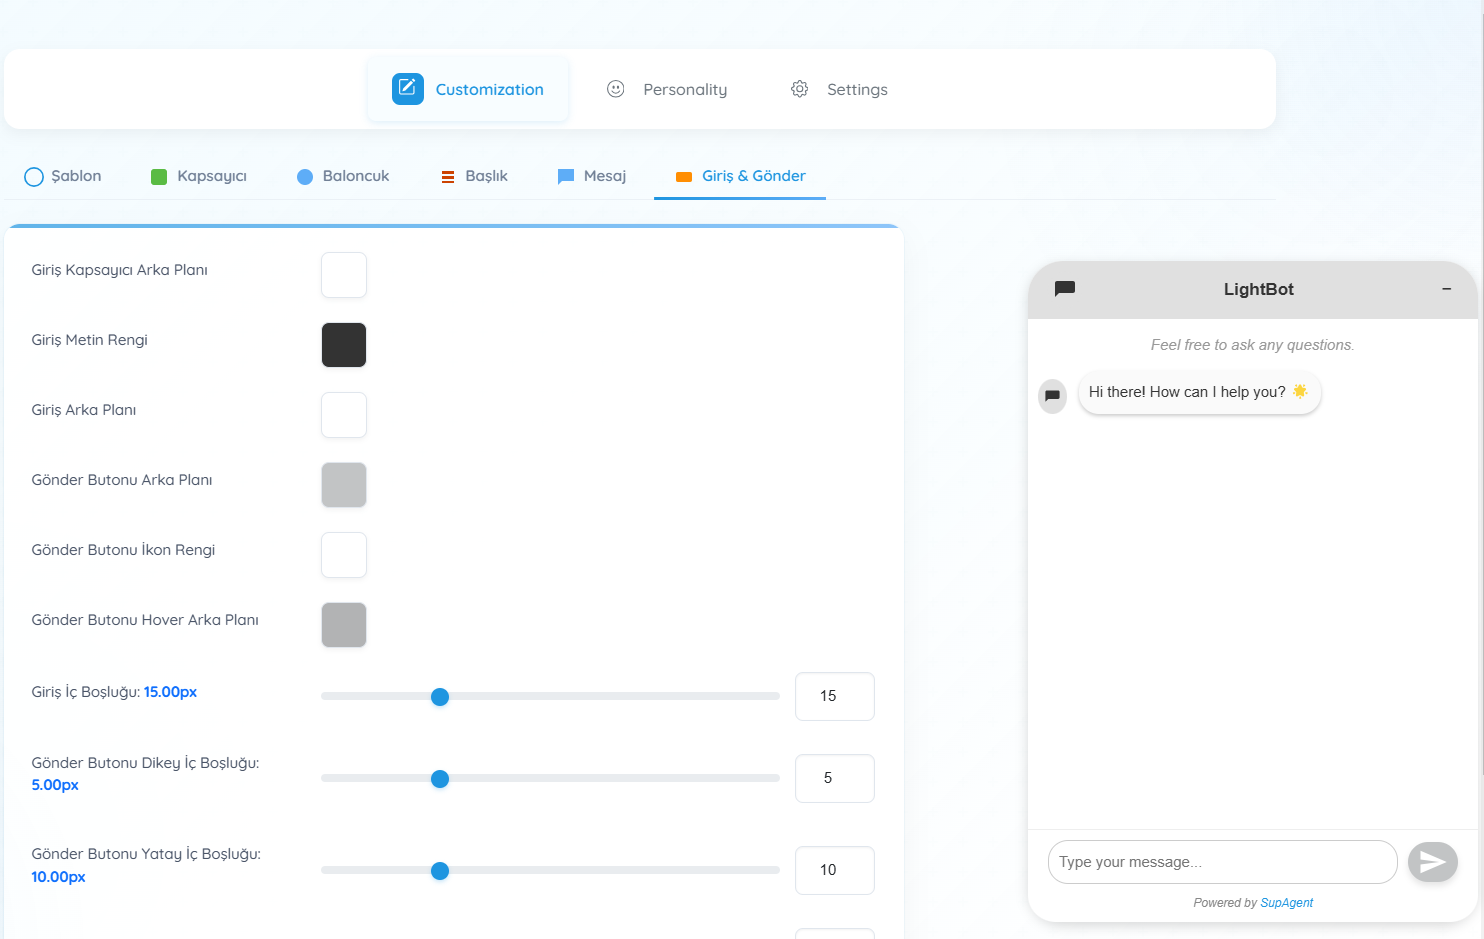 Customization
Personality
Settings
Şablon
Kapsayıcı
Baloncuk
Başlık
Mesaj
Giriş & Gönder
Giriş Kapsayıcı Arka Planı
Giriş Metin Rengi
Giriş Arka Planı
Gönder Butonu Arka Planı
Gönder Butonu İkon Rengi
Gönder Butonu Hover Arka Planı
Giriş İç Boşluğu: 15.00px
15
Gönder Butonu Dikey İç Boşluğu:
5.00px
5
Gönder Butonu Yatay İç Boşluğu:
10.00px
10
LightBot
Feel free to ask any questions.
Hi there! How can I help you? 🌟
Type your message...
Powered by SupAgent